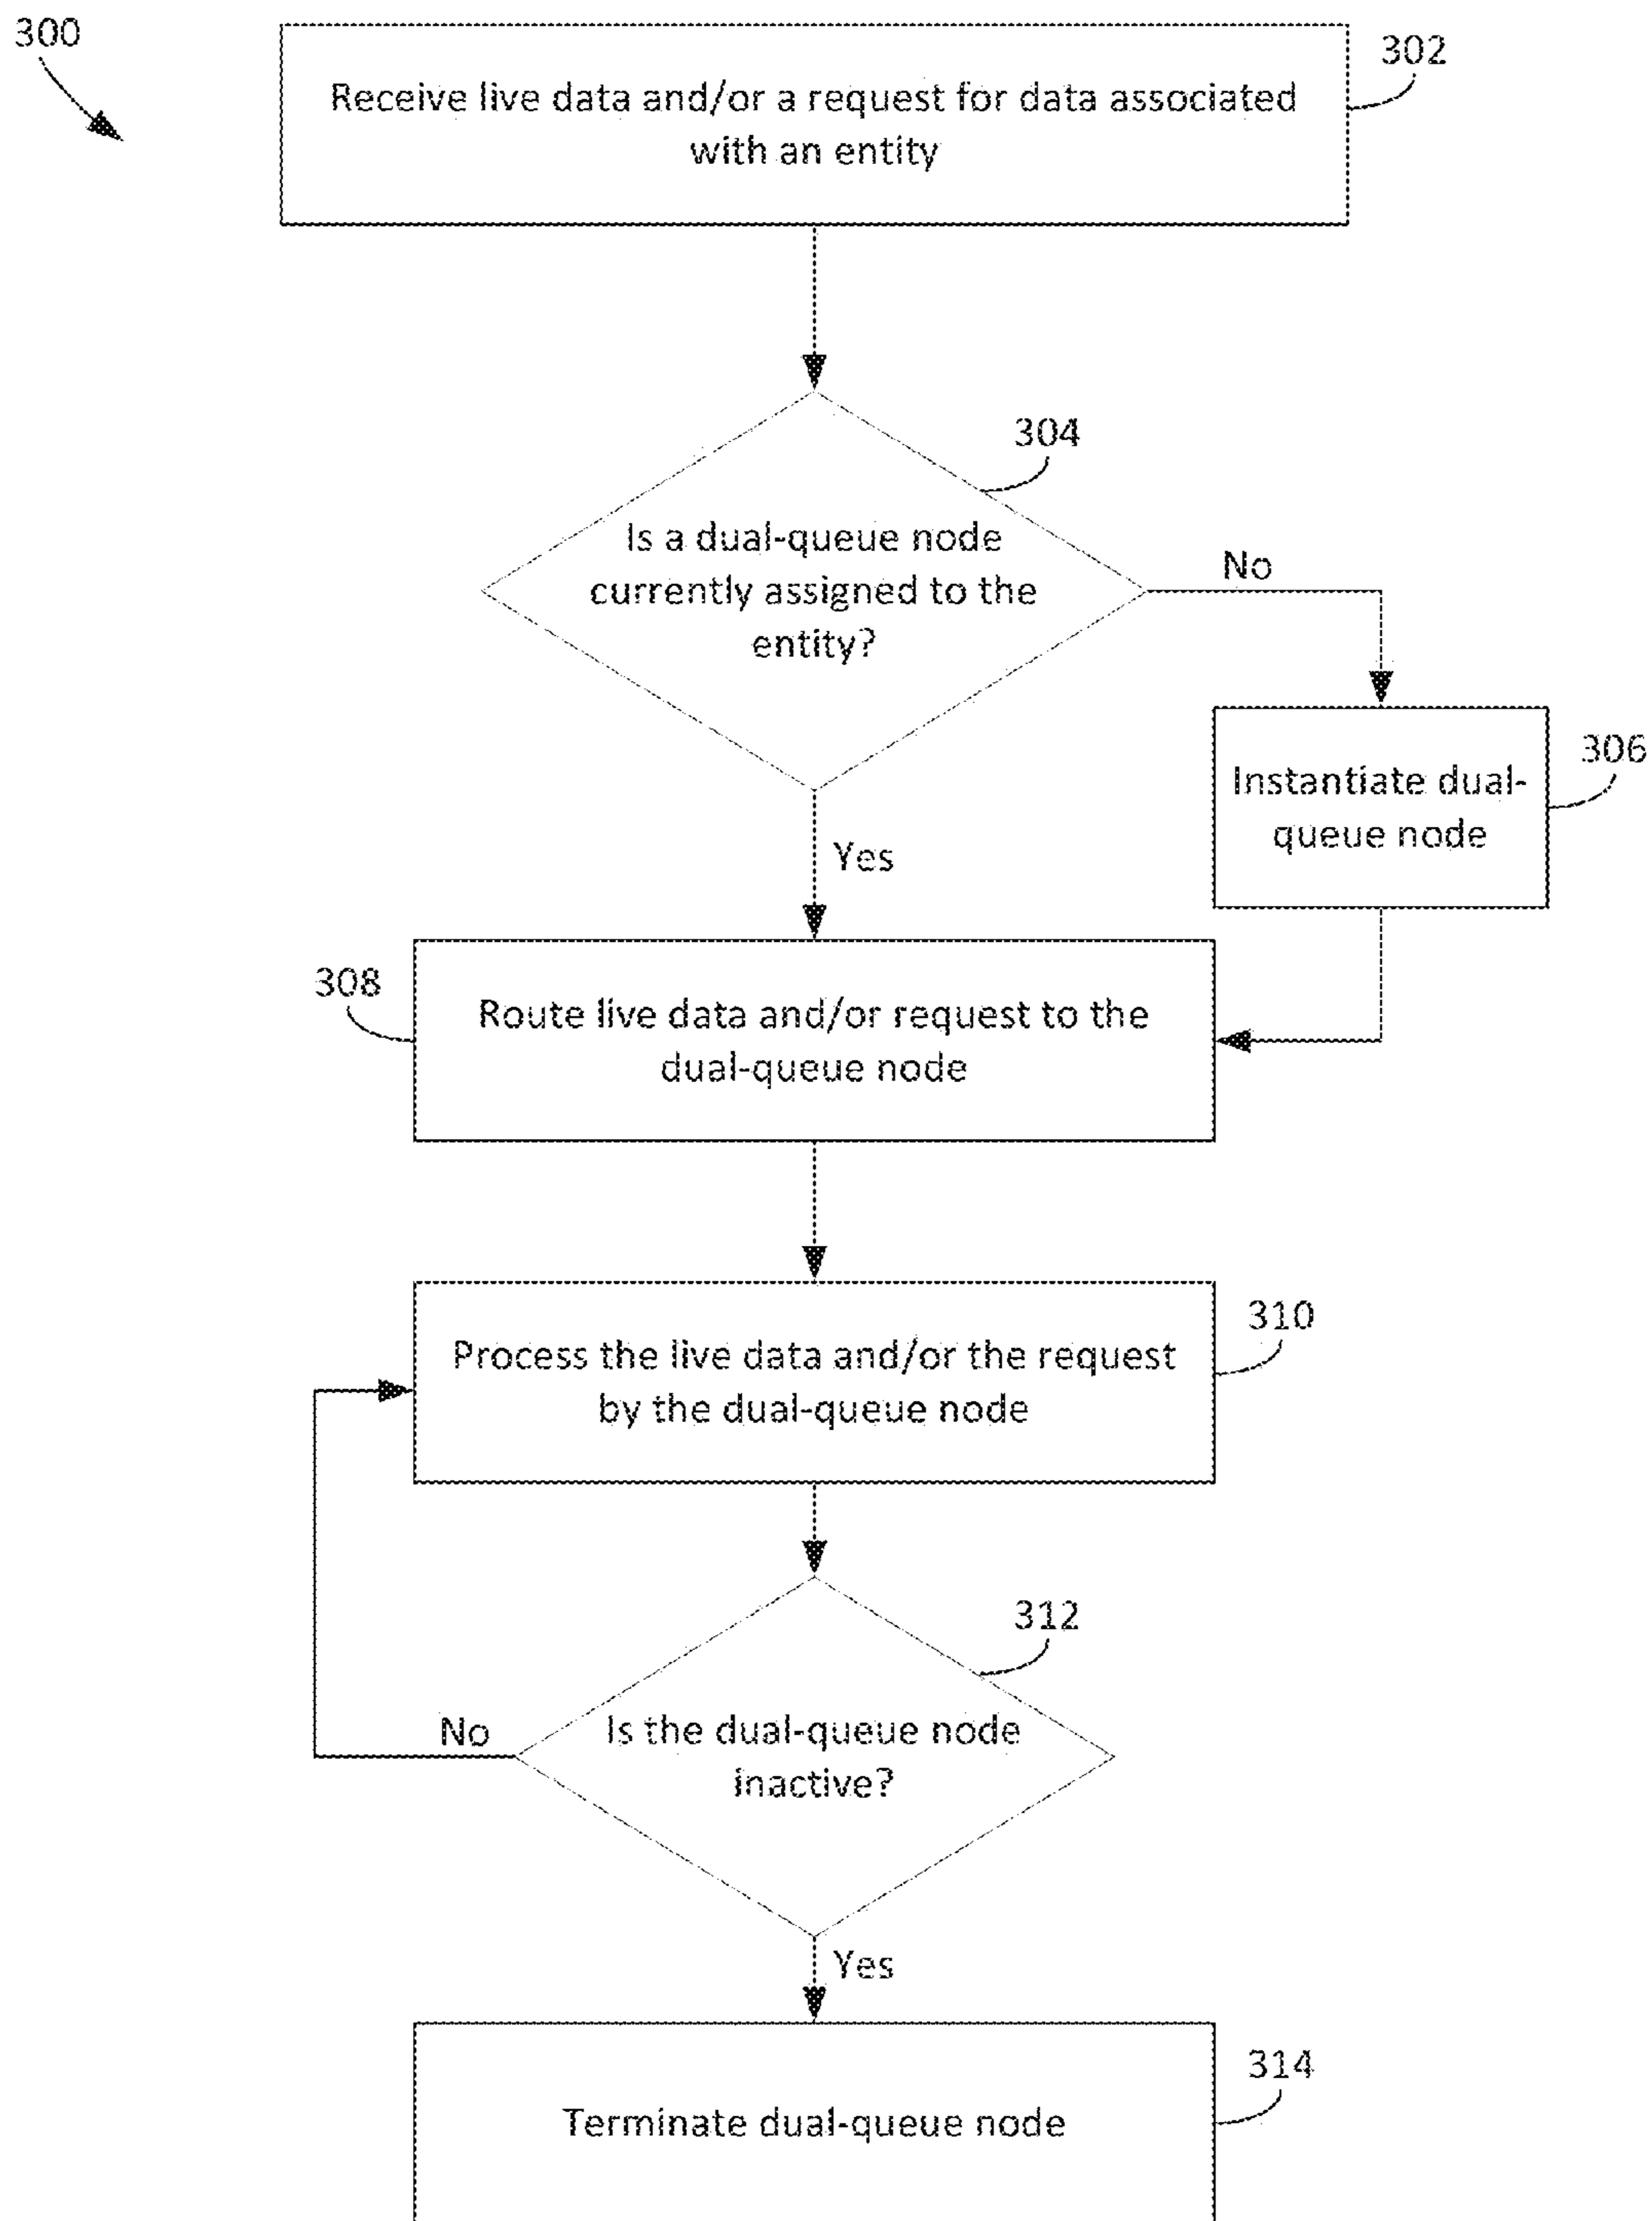 300
302
Receive live data and/or a request for data associated
with an entity
304
Is a dual-queue node
currently assigned to the
entity?
No
306
Instantiate dual-
queue node
Yes
308
Route live data and/or request to the
dual-queue node
310
Process the live data and/or the request
by the dual-queue node
312
Is the dual-queue node
inactive?
No
Yes
314
Terminate dual-queue node